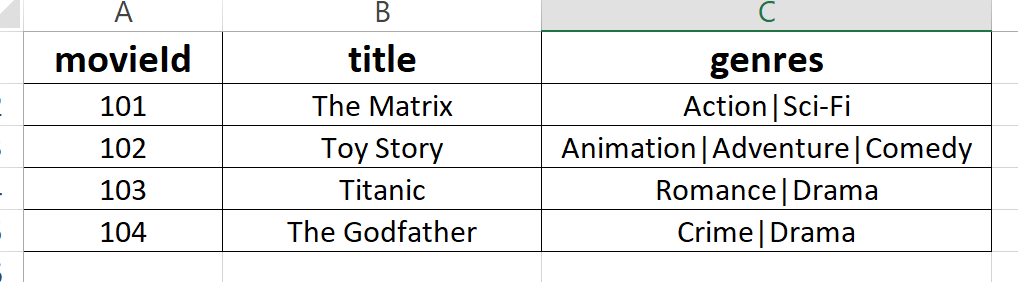 A B C
movieId title genres
101 The Matrix Action|Sci-Fi
102 Toy Story Animation|Adventure|Comedy
103 Titanic Romance|Drama
104 The Godfather Crime|Drama